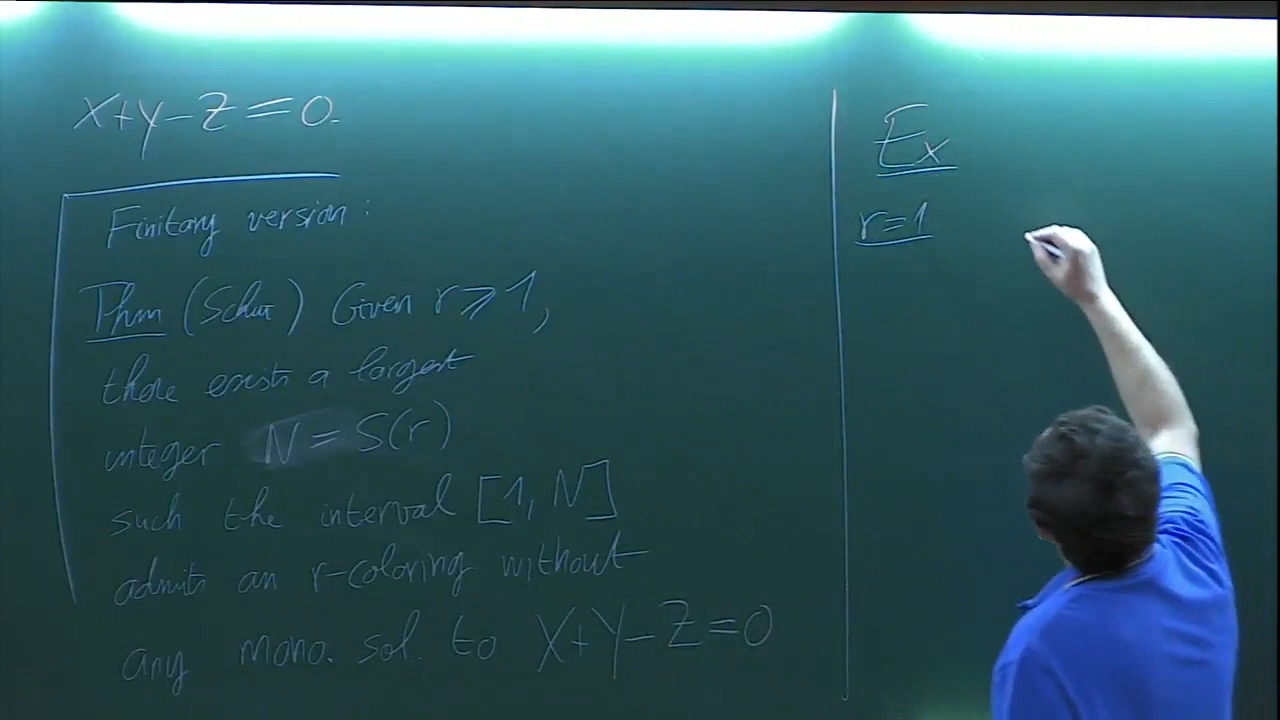 X+y-Z=0.
Finitary version:
Thm (Schur) Given r⩾1,
there exists a largest
integer N=S(r)
such the interval [1,N]
admits an r-coloring without
any mono. sol. to X+Y-Z=0
Ex
r=1